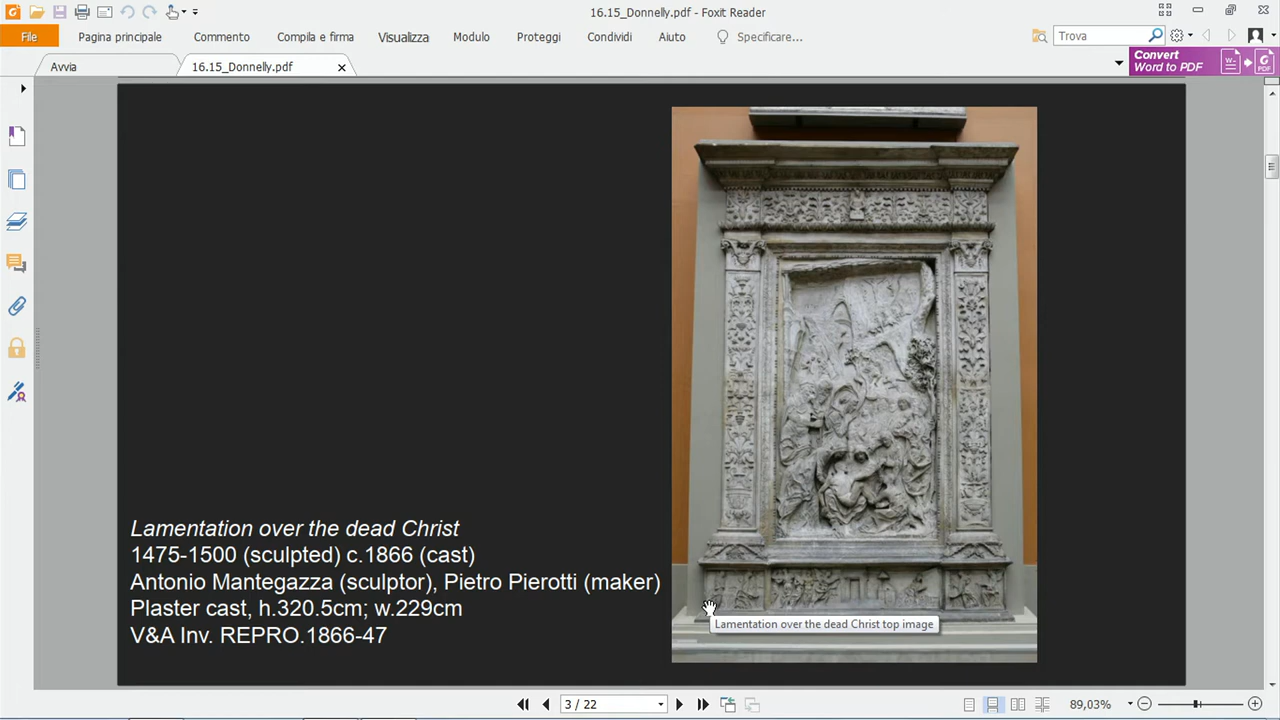 16.15_Donnelly.pdf - Foxit Reader
File Pagina principale Commento Compila e firma Visualizza Modulo Proteggi Condividi Aiuto Specificare... Trova
Avvia 16.15_Donnelly.pdf
Convert
Word to PDF
Lamentation over the dead Christ
1475-1500 (sculpted) c.1866 (cast)
Antonio Mantegazza (sculptor), Pietro Pierotti (maker)
Plaster cast, h.320.5cm; w.229cm
V&A Inv. REPRO.1866-47
Lamentation over the dead Christ top image
3 / 22 89,03%